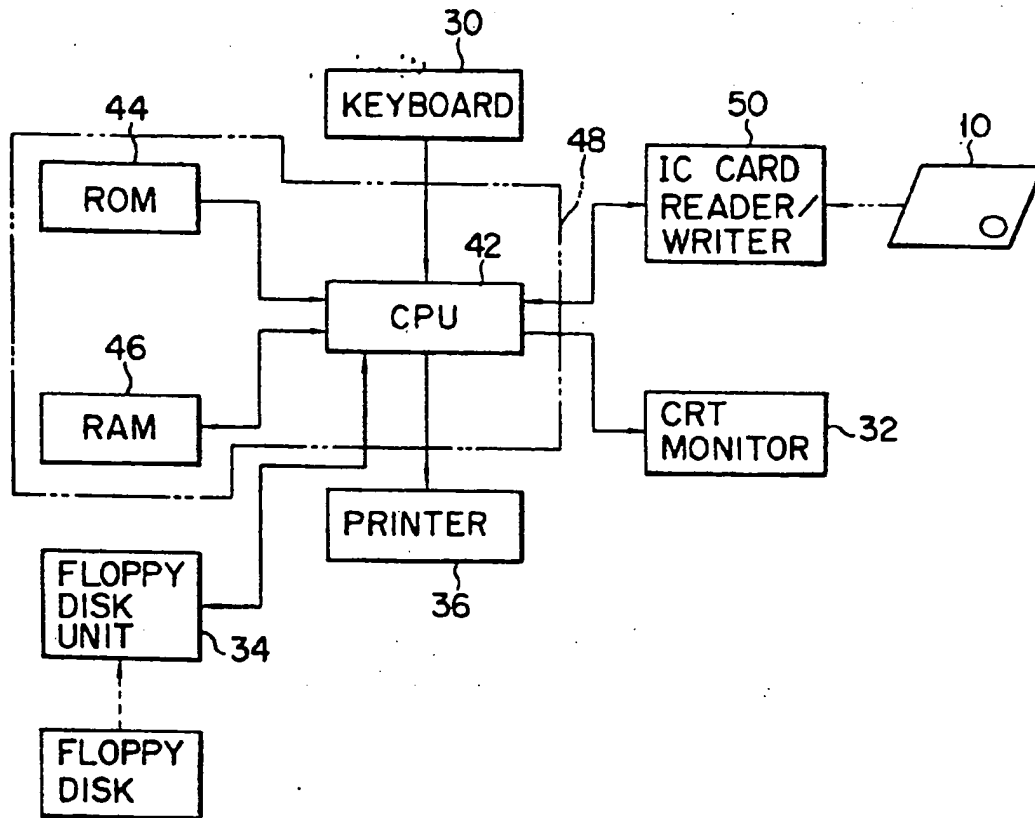 30
KEYBOARD
44
ROM
48
50
IC CARD
READER/
WRITER
10
42
CPU
46
RAM
CRT
MONITOR
32
PRINTER
36
FLOPPY
DISK
UNIT
34
FLOPPY
DISK